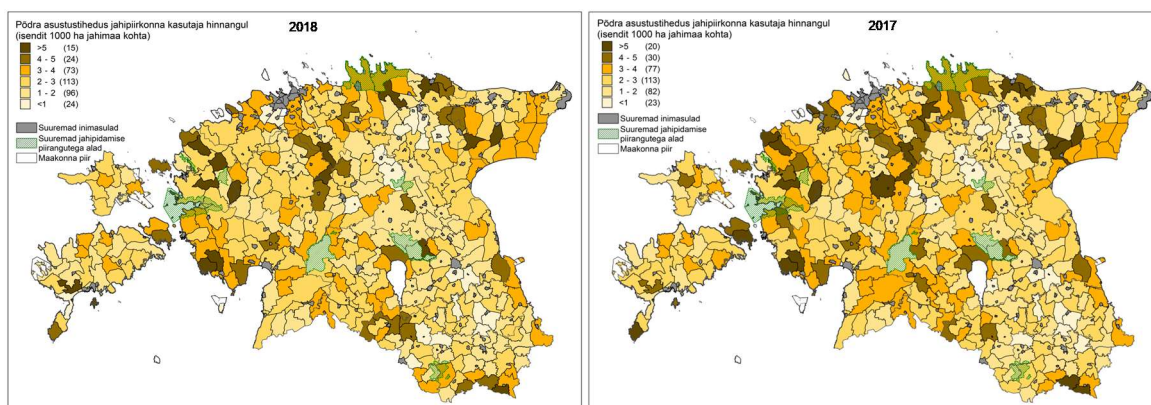 Põdra asustustihedus jahipiirkonna kasutaja hinnangul
(isendit 1000 ha jahimaa kohta)
2018
>5 (15)
4 - 5 (24)
3 - 4 (73)
2 - 3 (113)
1 - 2 (96)
<1 (24)
Suuremad inimasulad
Suuremad jahipidamise
piirangutega alad
Maakonna piir
Põdra asustustihedus jahipiirkonna kasutaja hinnangul
(isendit 1000 ha jahimaa kohta)
2017
>5 (20)
4 - 5 (30)
3 - 4 (77)
2 - 3 (113)
1 - 2 (82)
<1 (23)
Suuremad inimasulad
Suuremad jahipidamise
piirangutega alad
Maakonna piir